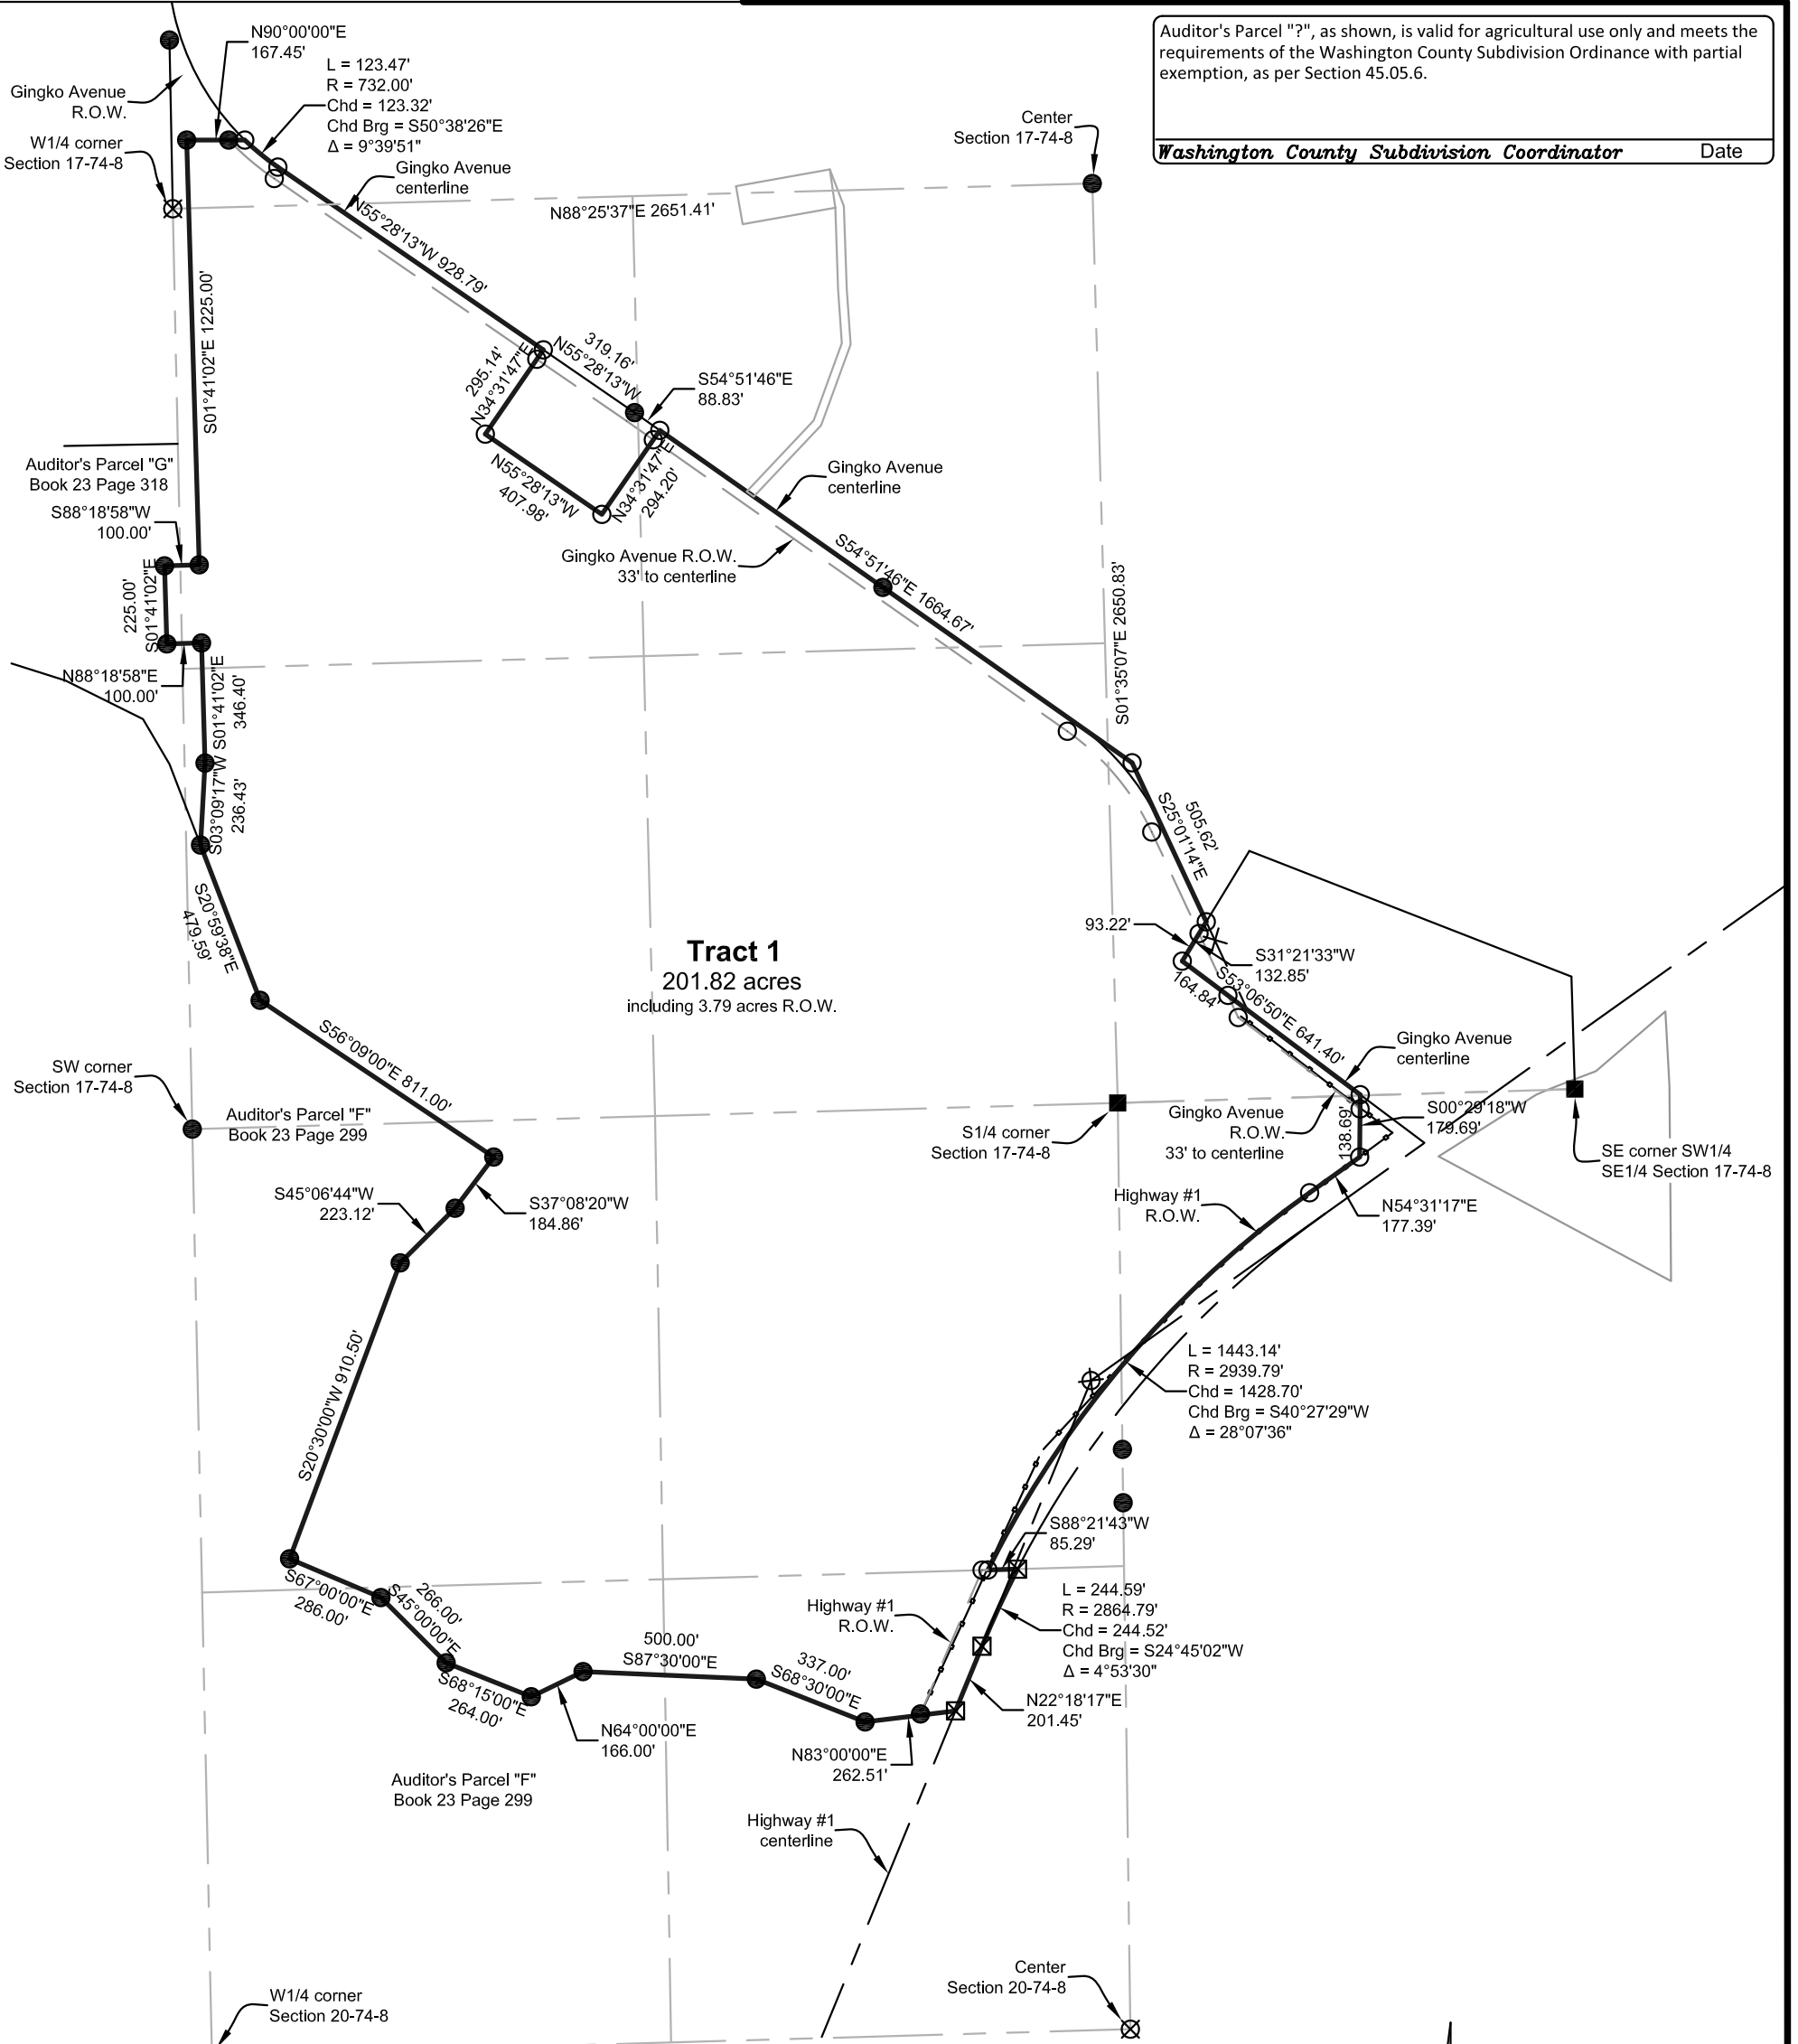 Auditor's Parcel "?", as shown, is valid for agricultural use only and meets the
requirements of the Washington County Subdivision Ordinance with partial
exemption, as per Section 45.05.6.
Washington County Subdivision Coordinator Date
N90°00'00"E
167.45'
L = 123.47'
R = 732.00'
Chd = 123.32'
Chd Brg = S50°38'26"E
Δ = 9°39'51"
Gingko Avenue
R.O.W.
W1/4 corner
Section 17-74-8
Gingko Avenue
centerline
Center
Section 17-74-8
N88°25'37"E 2651.41'
N55°28'13"W 928.79'
S01°41'02"E 1225.00'
319.16'
N55°28'13"W
S54°51'46"E
88.83'
295.14'
N34°31'47"E
N55°28'13"W
407.98'
N34°31'47"E
294.20'
Auditor's Parcel "G"
Book 23 Page 318
Gingko Avenue
centerline
S88°18'58"W
100.00'
Gingko Avenue R.O.W.
33' to centerline
S54°51'46"E 1664.67'
225.00'
S01°41'02"E
S01°35'07"E 2650.83'
N88°18'58"E
100.00'
S01°41'02"E
346.40'
S03°09'17"W
236.43'
505.62'
S25°01'14"E
S20°59'38"E
479.59'
93.22'
S31°21'33"W
132.85'
Tract 1
201.82 acres
including 3.79 acres R.O.W.
164.84'
S53°06'50"E 641.40'
Gingko Avenue
centerline
S56°09'00"E 811.00'
SW corner
Section 17-74-8
Auditor's Parcel "F"
Book 23 Page 299
S1/4 corner
Section 17-74-8
Gingko Avenue
R.O.W.
33' to centerline
138.69'
S00°29'18"W
179.69'
SE corner SW1/4
SE1/4 Section 17-74-8
S45°06'44"W
223.12'
S37°08'20"W
184.86'
Highway #1
R.O.W.
N54°31'17"E
177.39'
S20°30'00"W 910.50'
L = 1443.14'
R = 2939.79'
Chd = 1428.70'
Chd Brg = S40°27'29"W
Δ = 28°07'36"
S88°21'43"W
85.29'
S67°00'00"E
286.00'
266.00'
S45°00'00"E
Highway #1
R.O.W.
L = 244.59'
R = 2864.79'
Chd = 244.52'
Chd Brg = S24°45'02"W
Δ = 4°53'30"
500.00'
S87°30'00"E
337.00'
S68°30'00"E
S68°15'00"E
264.00'
N64°00'00"E
166.00'
N22°18'17"E
201.45'
N83°00'00"E
262.51'
Auditor's Parcel "F"
Book 23 Page 299
Highway #1
centerline
Center
Section 20-74-8
W1/4 corner
Section 20-74-8